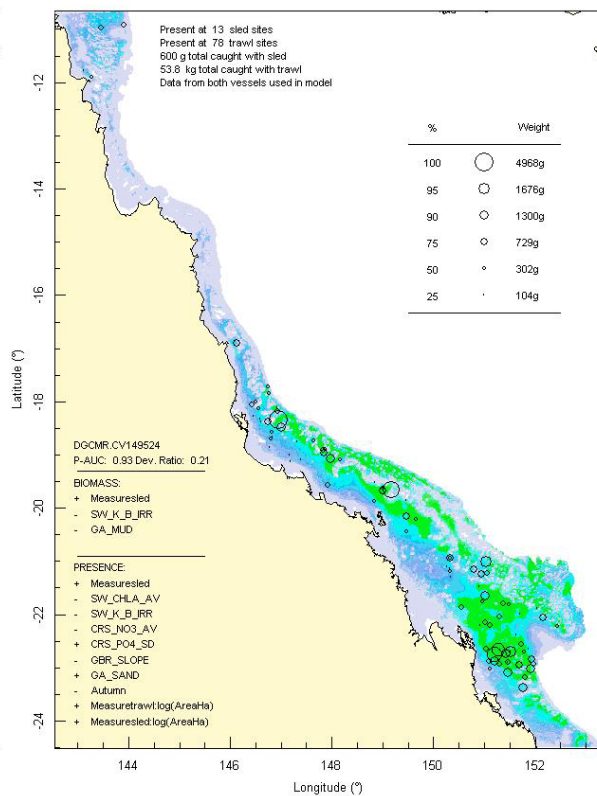 Present at 13 sled sites
Present at 78 trawl sites
600 g total caught with sled
53.8 kg total caught with trawl
Data from both vessels used in model
% Weight
100 4968g
95 1676g
90 1300g
75 729g
50 302g
25 104g
-12
-14
-16
-18
-20
-22
-24
Latitude (°)
DGCMR.CV149524
P-AUC: 0.93 Dev. Ratio: 0.21
BIOMASS:
+ Measuresled
- SW_K_B_IRR
- GA_MUD
PRESENCE:
+ Measuresled
- SW_CHLA_AV
- SW_K_B_IRR
- CRS_NO3_AV
+ CRS_PO4_SD
- GBR_SLOPE
+ GA_SAND
- Autumn
+ Measuretrawl:log(AreaHa)
+ Measuresled:log(AreaHa)
144 146 148 150 152
Longitude (°)